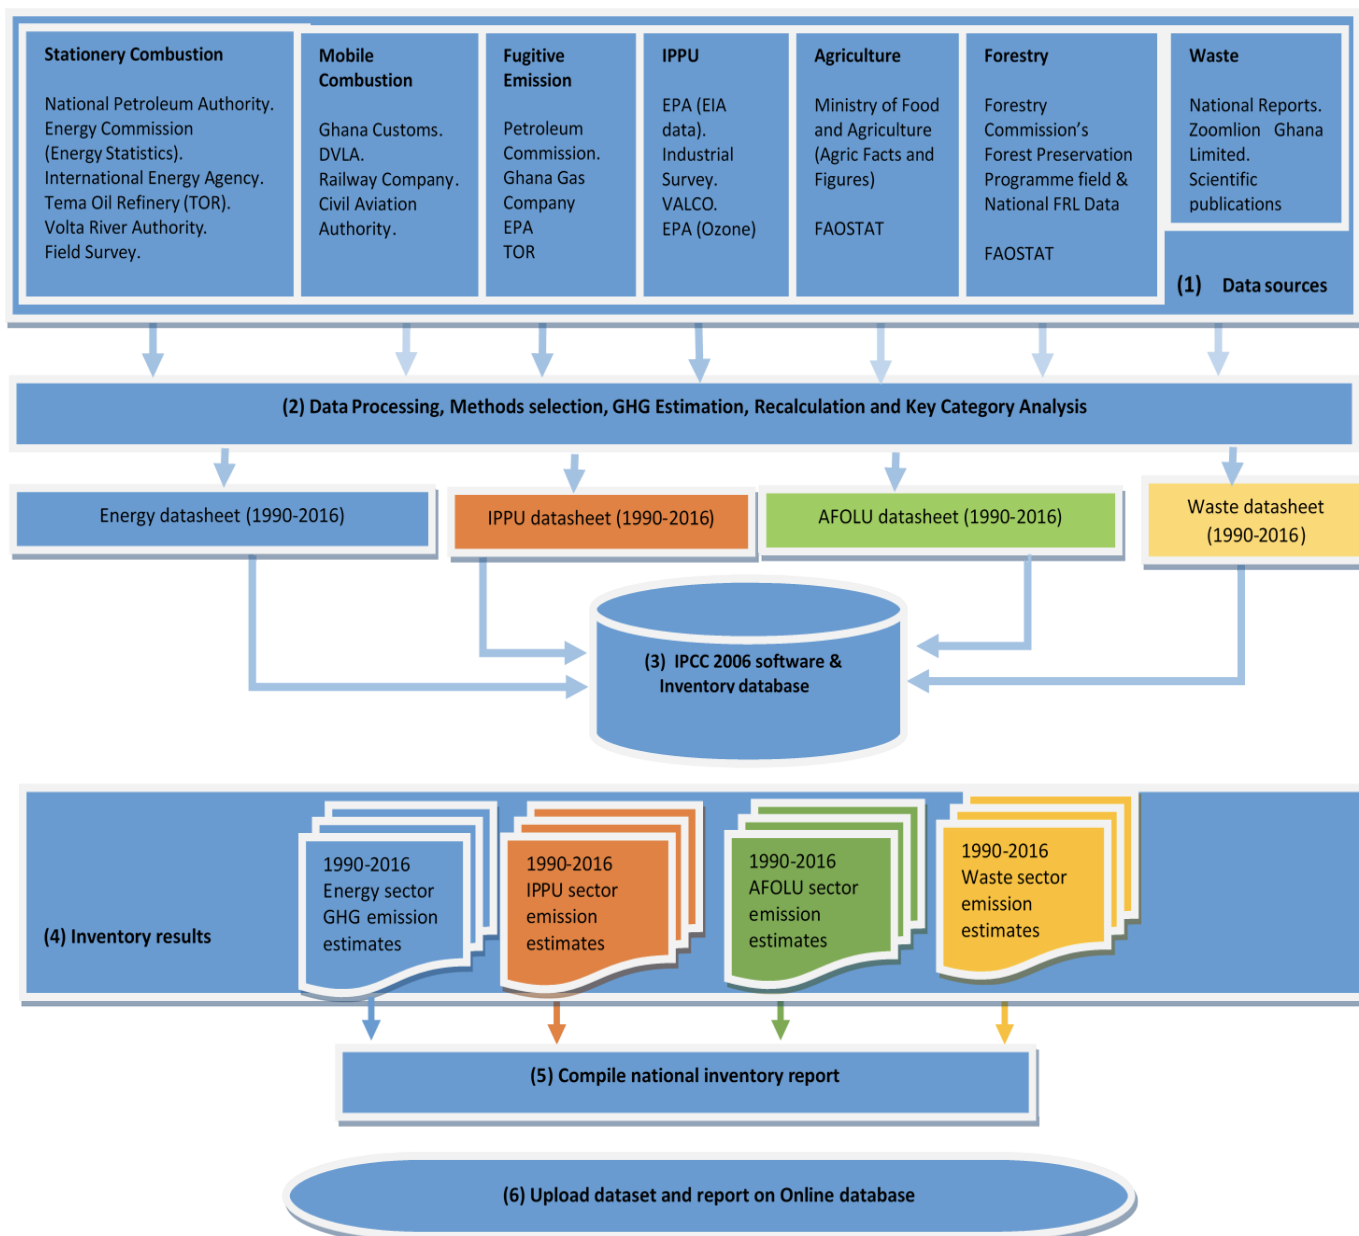 Stationery Combustion
National Petroleum Authority.
Energy Commission
(Energy Statistics).
International Energy Agency.
Tema Oil Refinery (TOR).
Volta River Authority.
Field Survey.
Mobile
Combustion
Ghana Customs.
DVLA.
Railway Company.
Civil Aviation
Authority.
Fugitive
Emission
Petroleum
Commission.
Ghana Gas
Company
EPA
TOR
IPPU
EPA (EIA
data).
Industrial
Survey.
VALCO.
EPA (Ozone)
Agriculture
Ministry of Food
and Agriculture
(Agric Facts and
Figures)
FAOSTAT
Forestry
Forestry
Commission's
Forest Preservation
Programme field &
National FRL Data
FAOSTAT
Waste
National Reports.
Zoomlion Ghana
Limited.
Scientific
publications
(1) Data sources
(2) Data Processing, Methods selection, GHG Estimation, Recalculation and Key Category Analysis
Energy datasheet (1990-2016)
IPPU datasheet (1990-2016)
AFOLU datasheet (1990-2016)
Waste datasheet
(1990-2016)
(3) IPCC 2006 software &
Inventory database
(4) Inventory results
1990-2016
Energy sector
GHG emission
estimates
1990-2016
IPPU sector
emission
estimates
1990-2016
AFOLU sector
emission
estimates
1990-2016
Waste sector
emission
estimates
(5) Compile national inventory report
(6) Upload dataset and report on Online database